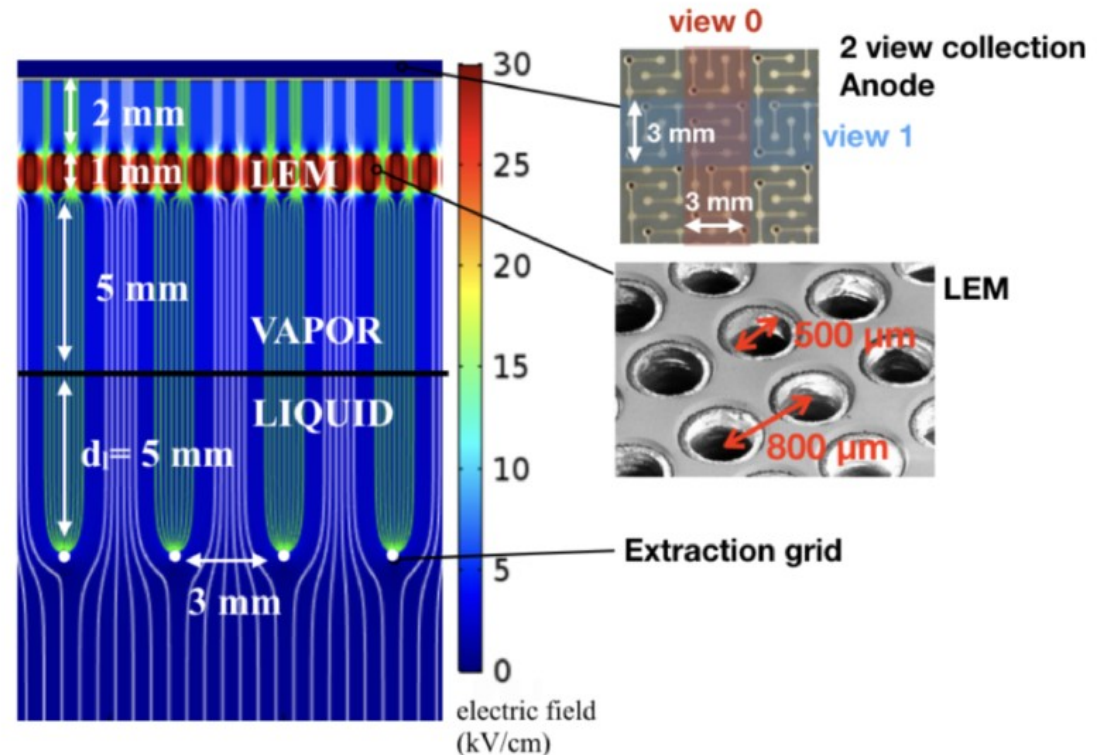 view 0
2 view collection
Anode
view 1
3 mm
3 mm
2 mm
1 mm
LEM
5 mm
VAPOR
LIQUID
dₗ= 5 mm
3 mm
30
25
20
15
10
5
0
electric field
(kV/cm)
LEM
500 µm
800 µm
Extraction grid